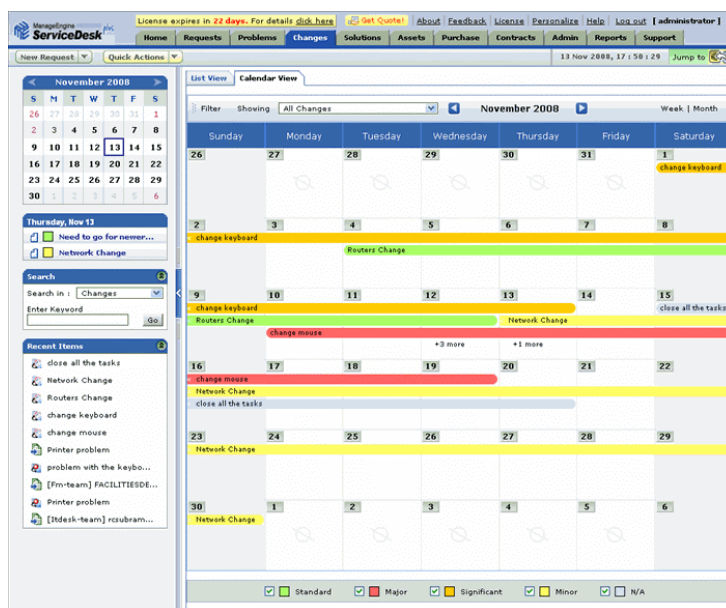 ManageEngine
ServiceDesk plus
License expires in 22 days. For details click here
Get Quote!
About | Feedback | License | Personalize | Help | Log out [ administrator ]
Home Requests Problems Changes Solutions Assets Purchase Contracts Admin Reports Support
New Request Quick Actions 13 Nov 2008, 17:50:29 Jump to
November 2008
S M T W T F S
26 27 28 29 30 31 1
2 3 4 5 6 7 8
9 10 11 12 13 14 15
16 17 18 19 20 21 22
23 24 25 26 27 28 29
30 1 2 3 4 5 6
Thursday, Nov 13
Need to go for newer...
Network Change
Search
Search in : Changes
Enter Keyword
Go
Recent Items
close all the tasks
Network Change
Routers Change
change keyboard
change mouse
Printer problem
problem with the keybo...
[Fm-team] FACILITIESDE...
Printer problem
[Itdesk-team] rcsubram...
List View Calendar View
Filter Showing All Changes November 2008 Week | Month
Sunday Monday Tuesday Wednesday Thursday Friday Saturday
26 27 28 29 30 31 1
change keyboard
2 3 4 5 6 7 8
change keyboard
Routers Change
9 10 11 12 13 14 15
change keyboard close all the tasks
Routers Change Network Change
change mouse
+3 more +1 more
16 17 18 19 20 21 22
change mouse
Network Change
close all the tasks
23 24 25 26 27 28 29
Network Change
30 1 2 3 4 5 6
Network Change
Standard Major Significant Minor N/A